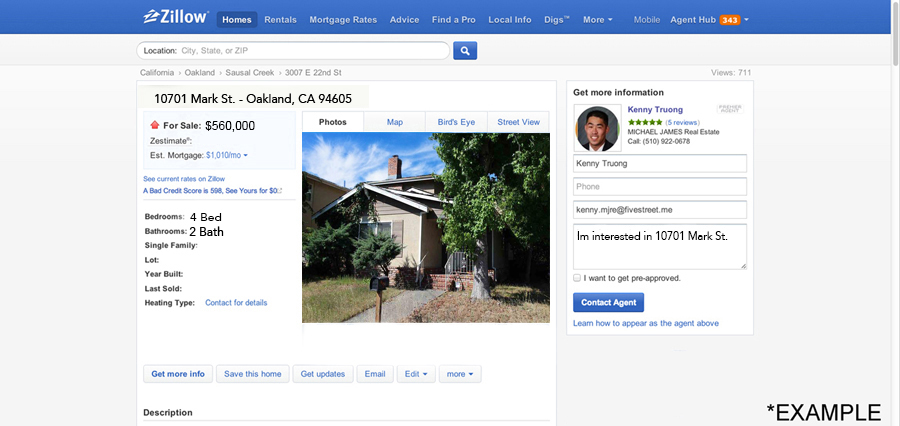 Zillow Homes Rentals Mortgage Rates Advice Find a Pro Local Info Digs™ More Mobile Agent Hub 343
Location: City, State, or ZIP
California › Oakland › Sausal Creek › 3007 E 22nd St Views: 711
10701 Mark St. - Oakland, CA 94605
For Sale: $560,000
Zestimate®:
Est. Mortgage: $1,010/mo
See current rates on Zillow
A Bad Credit Score is 598, See Yours for $0
Bedrooms: 4 Bed
Bathrooms: 2 Bath
Single Family:
Lot:
Year Built:
Last Sold:
Heating Type: Contact for details
Photos Map Bird's Eye Street View
Get more information
Kenny Truong
PREMIER
AGENT
(5 reviews)
MICHAEL JAMES Real Estate
Call: (510) 922-0678
Kenny Truong
Phone
kenny.mjre@fivestreet.me
Im interested in 10701 Mark St.
I want to get pre-approved.
Contact Agent
Learn how to appear as the agent above
Get more info Save this home Get updates Email Edit more
Description
*EXAMPLE